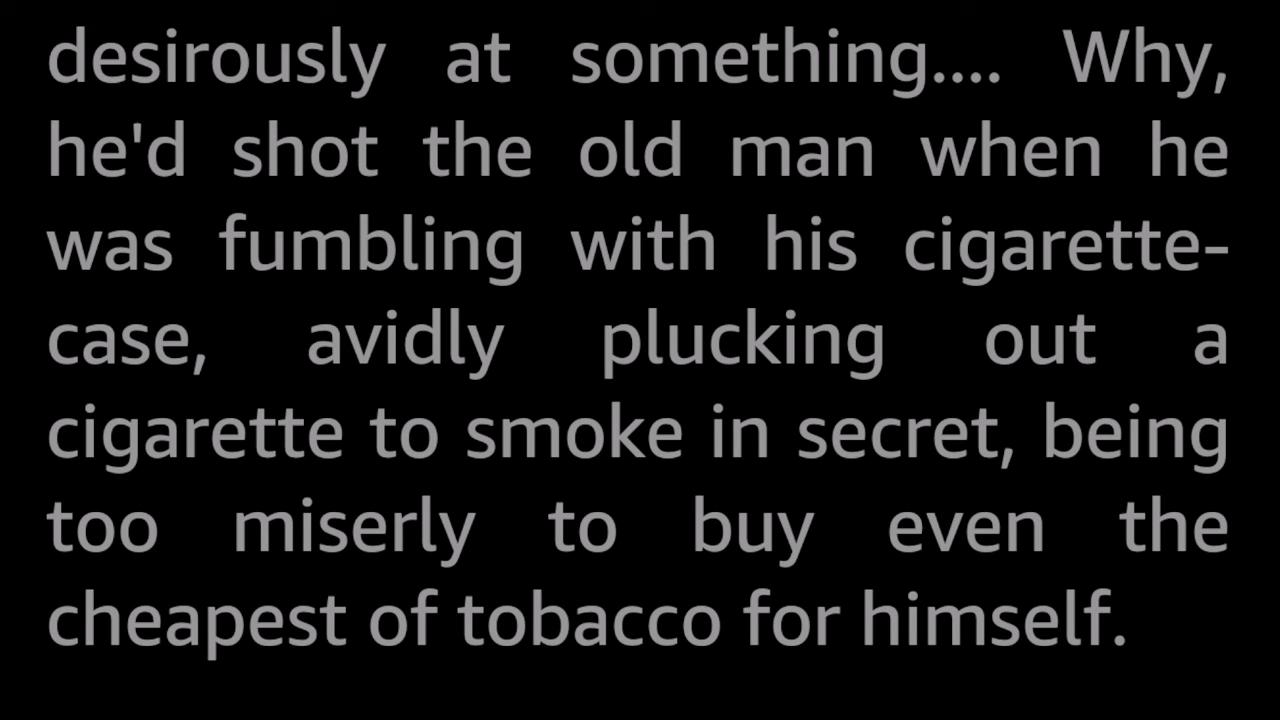 desirously at something.... Why,
he'd shot the old man when he
was fumbling with his cigarette-
case, avidly plucking out a
cigarette to smoke in secret, being
too miserly to buy even the
cheapest of tobacco for himself.